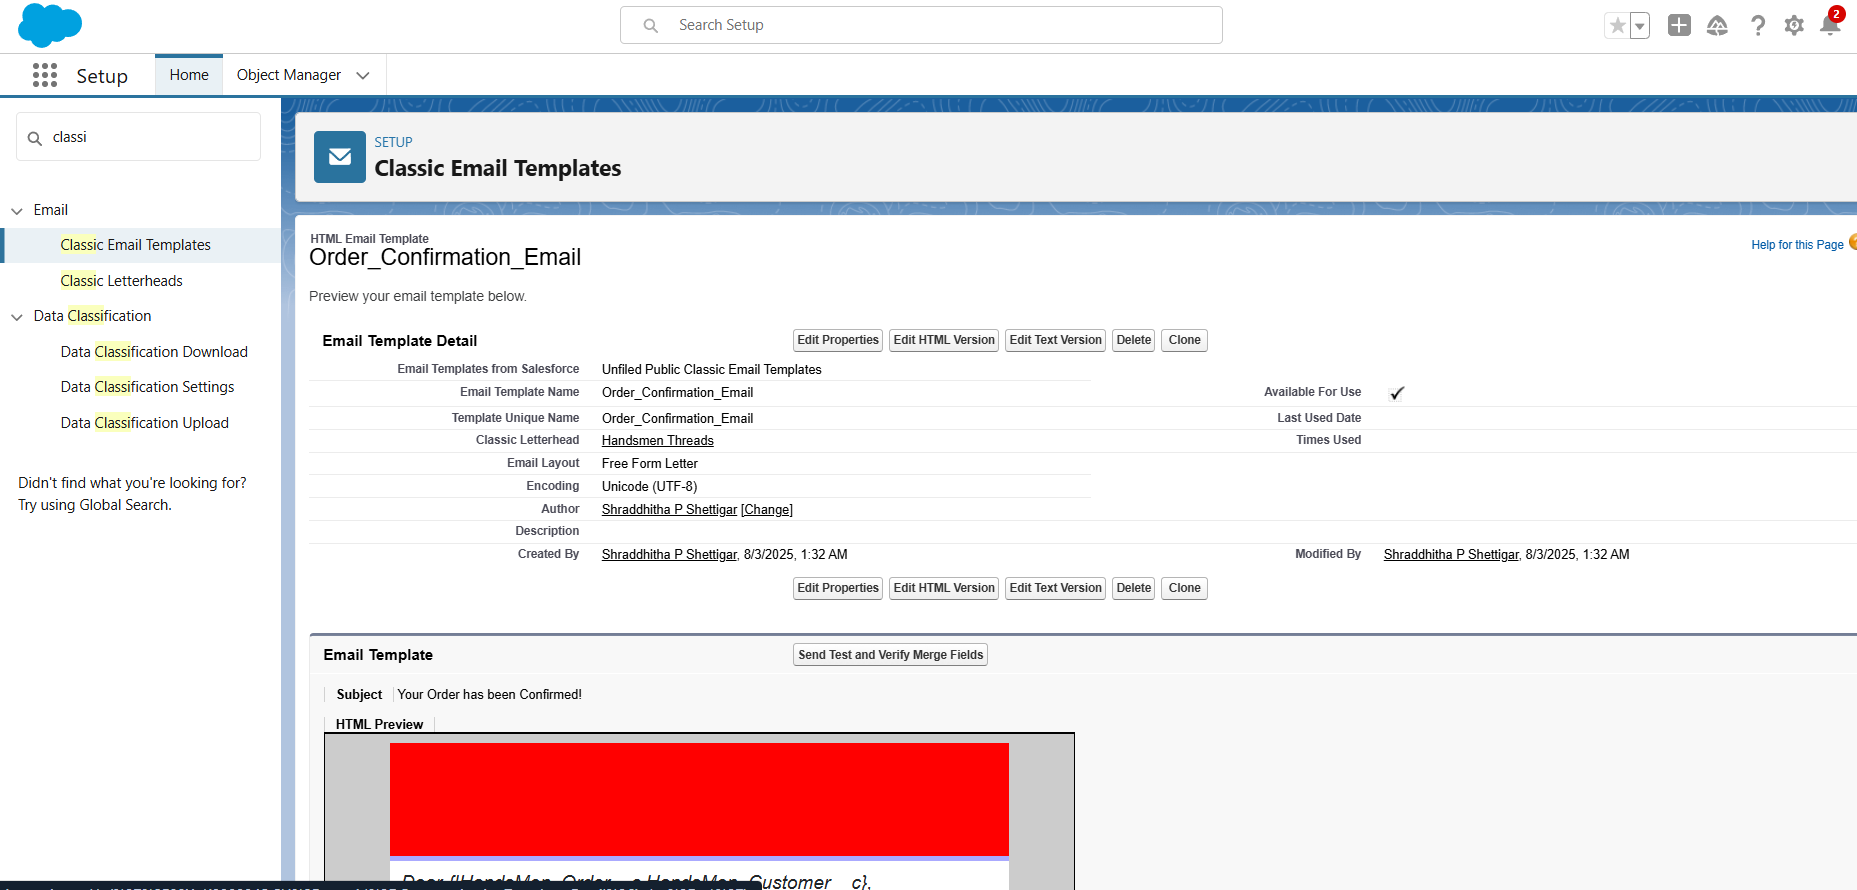 Search Setup
2
Setup
Home
Object Manager
classi
Email
Classic Email Templates
Classic Letterheads
Data Classification
Data Classification Download
Data Classification Settings
Data Classification Upload
Didn't find what you're looking for?
Try using Global Search.
SETUP
Classic Email Templates
HTML Email Template
Order_Confirmation_Email
Help for this Page
Preview your email template below.
Email Template Detail
Edit Properties Edit HTML Version Edit Text Version Delete Clone
Email Templates from Salesforce Unfiled Public Classic Email Templates
Email Template Name Order_Confirmation_Email Available For Use
Template Unique Name Order_Confirmation_Email Last Used Date
Classic Letterhead Handsmen Threads Times Used
Email Layout Free Form Letter
Encoding Unicode (UTF-8)
Author Shraddhitha P Shettigar [Change]
Description
Created By Shraddhitha P Shettigar, 8/3/2025, 1:32 AM Modified By Shraddhitha P Shettigar, 8/3/2025, 1:32 AM
Edit Properties Edit HTML Version Edit Text Version Delete Clone
Email Template Send Test and Verify Merge Fields
Subject Your Order has been Confirmed!
HTML Preview
Dear {!HandsMen_Order__c.HandsMen_Customer__c},